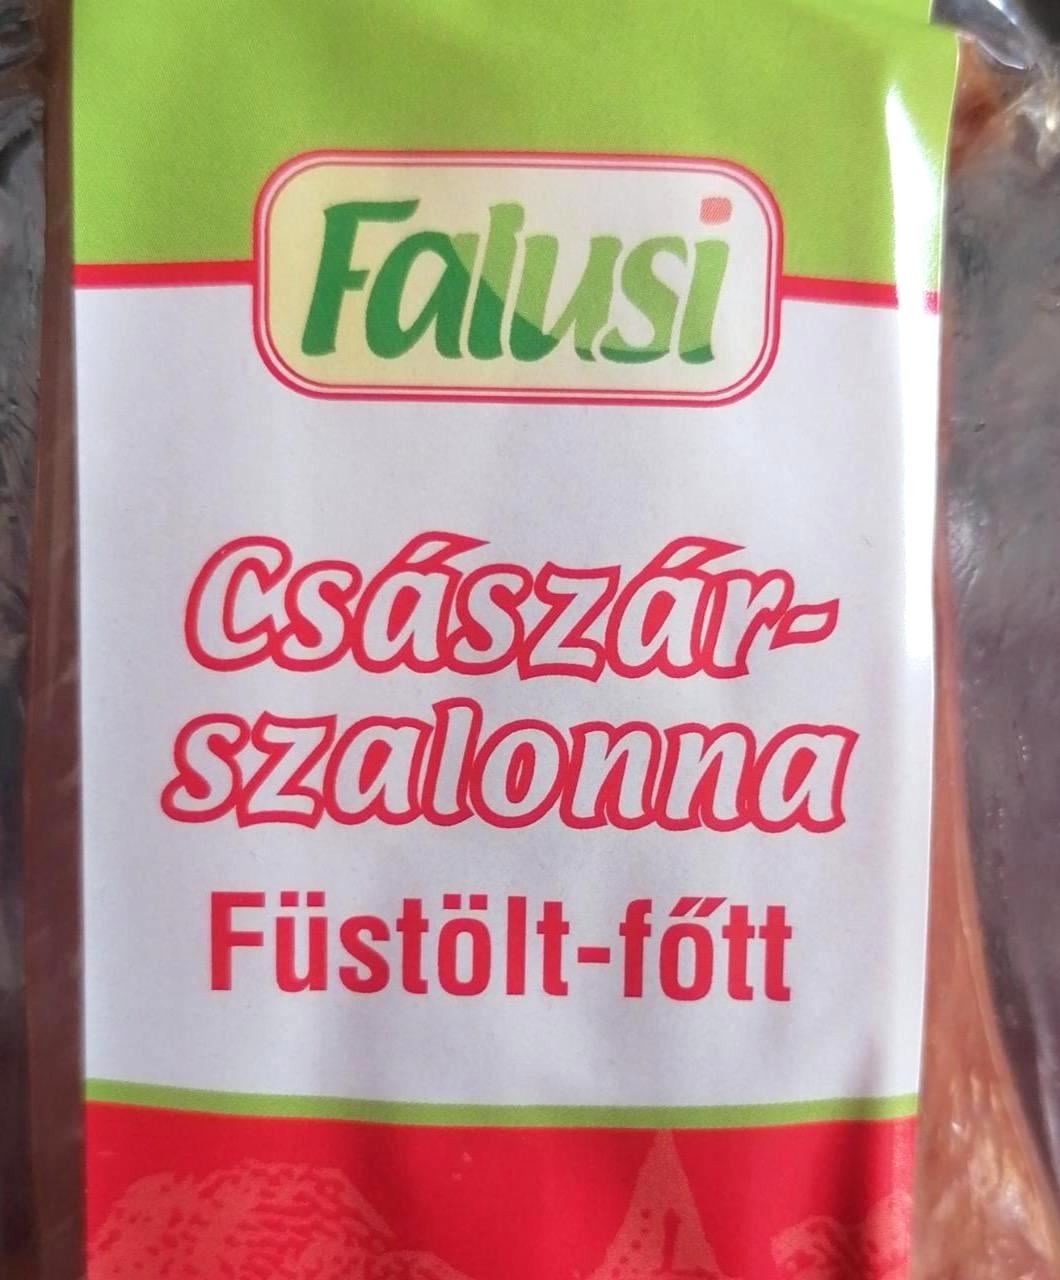 Falusi
Császár-
szalonna
Füstölt-főtt